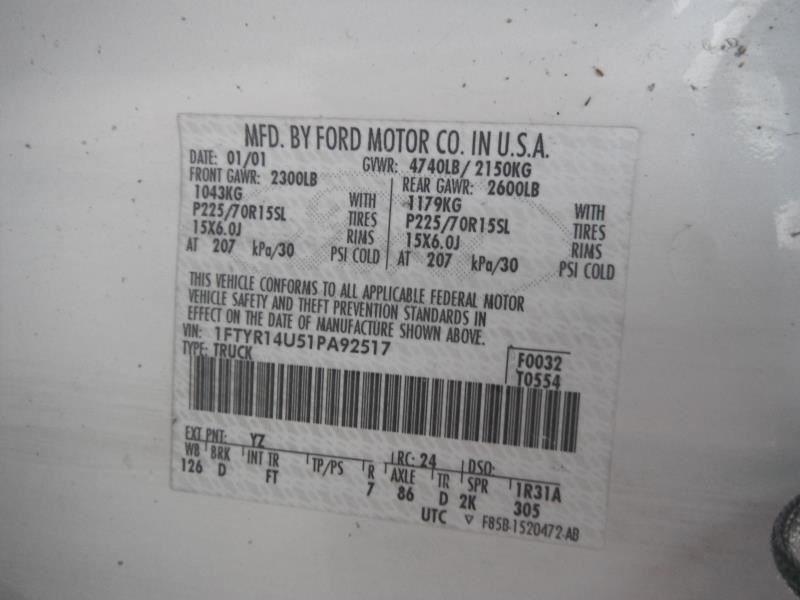 MFD. BY FORD MOTOR CO. IN U.S.A.
DATE: 01/01 GVWR: 4740LB/ 2150KG
FRONT GAWR: 2300LB REAR GAWR: 2600LB
1043KG WITH 1179KG WITH
P225/70R15SL TIRES P225/70R15SL TIRES
15X6.0J RIMS 15X6.0J RIMS
AT 207 kPa/30 PSI COLD AT 207 kPa/30 PSI COLD
THIS VEHICLE CONFORMS TO ALL APPLICABLE FEDERAL MOTOR
VEHICLE SAFETY AND THEFT PREVENTION STANDARDS IN
EFFECT ON THE DATE OF MANUFACTURE SHOWN ABOVE.
VIN: 1FTYR14U51PA92517 F0032
TYPE: TRUCK T0554
EXT PNT: YZ RC: 24 DSO:
WB BRK INT TR TP/PS R AXLE TR SPR 1R31A
126 D FT 7 86 D 2K 305
UTC ▽ F85B-1520472-AB